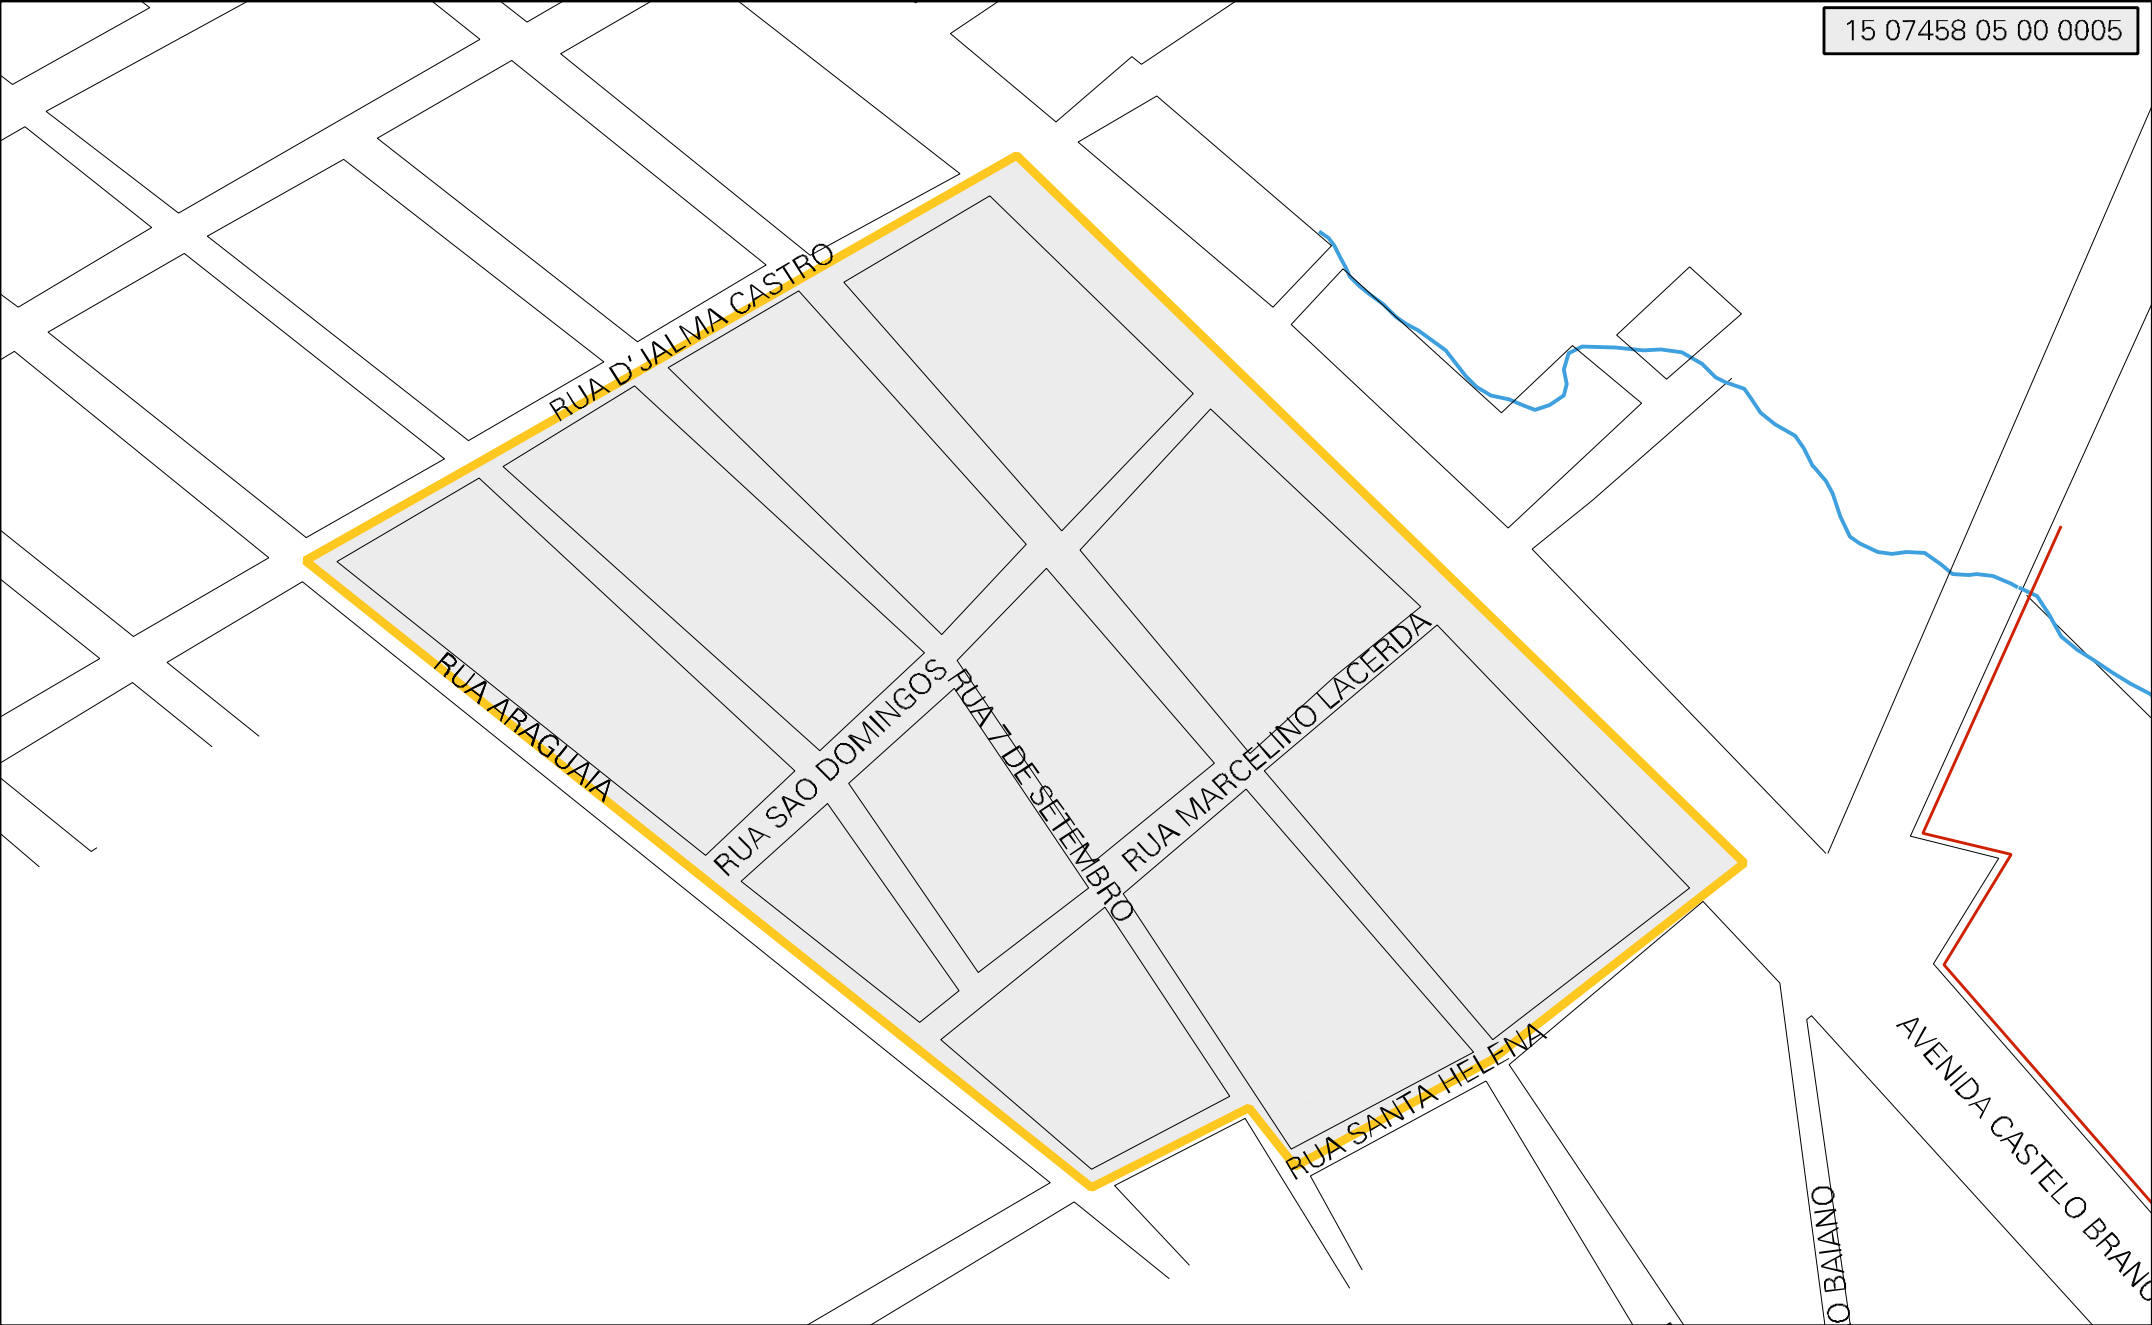 15 07458 05 00 0005
RUA D'JALMA CASTRO
RUA ARAGUAIA
RUA SAO DOMINGOS
RUA 7 DE SETEMBRO
RUA MARCELINO LACERDA
RUA SANTA HELENA
AVENIDA CASTELO BRANC
O BAIANO